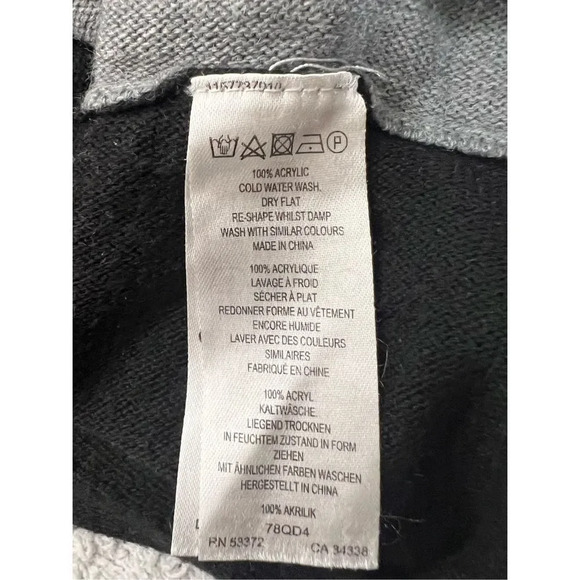 100% ACRYLIC
COLD WATER WASH.
DRY FLAT
RE-SHAPE WHILST DAMP
WASH WITH SIMILAR COLOURS
MADE IN CHINA
100% ACRYLIQUE
LAVAGE À FROID
SÈCHER À PLAT
REDONNER FORME AU VÊTEMENT
ENCORE HUMIDE
LAVER AVEC DES COULEURS
SIMILAIRES
FABRIQUÉ EN CHINE
100% ACRYL
KALTWÄSCHE
LIEGEND TROCKNEN
IN FEUCHTEM ZUSTAND IN FORM
ZIEHEN
MIT ÄHNLICHEN FARBEN WASCHEN
HERGESTELLT IN CHINA
100% AKRILIK
78QD4
RN 53372 CA 34338